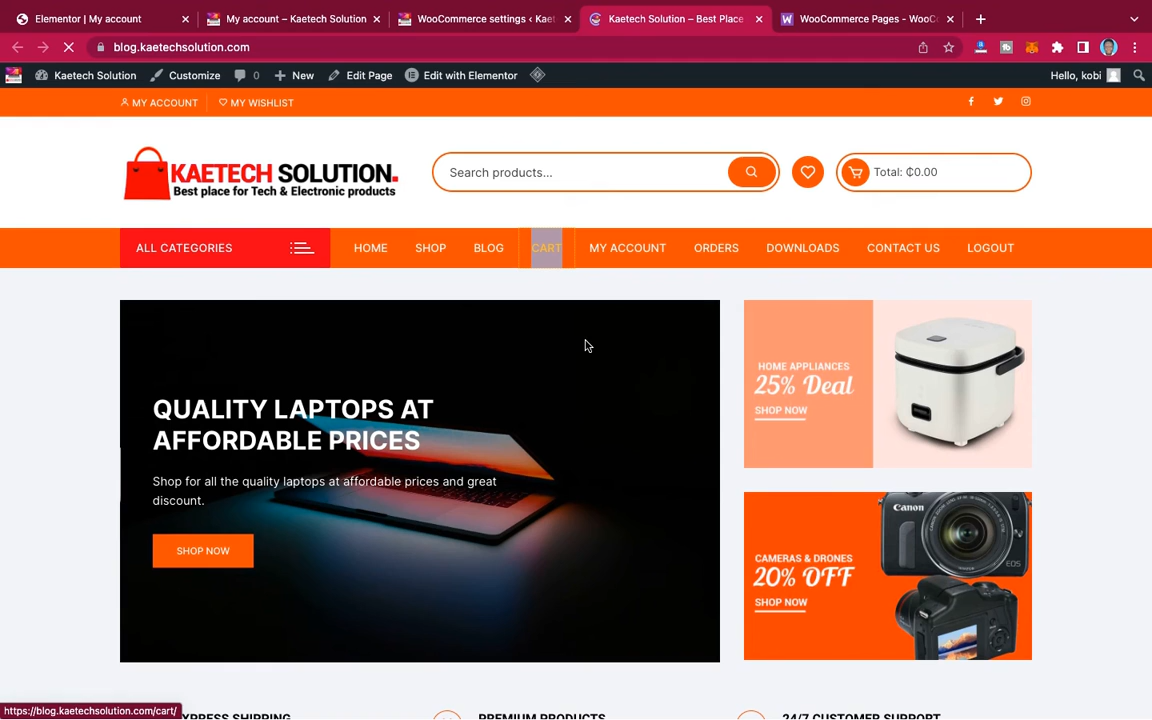 Elementor | My account
My account – Kaetech Solution
WooCommerce settings ‹ Kaet
Kaetech Solution – Best Place
WooCommerce Pages - WooC
blog.kaetechsolution.com
Kaetech Solution
Customize
0
New
Edit Page
Edit with Elementor
Hello, kobi
MY ACCOUNT
MY WISHLIST
KAETECH SOLUTION.
Best place for Tech & Electronic products
Search products...
Total: ₵0.00
ALL CATEGORIES
HOME
SHOP
BLOG
CART
MY ACCOUNT
ORDERS
DOWNLOADS
CONTACT US
LOGOUT
QUALITY LAPTOPS AT
AFFORDABLE PRICES
Shop for all the quality laptops at affordable prices and great
discount.
SHOP NOW
HOME APPLIANCES
25% Deal
SHOP NOW
CAMERAS & DRONES
20% OFF
SHOP NOW
Canon
EOS
https://blog.kaetechsolution.com/cart/
XPRESS SHIPPING
PREMIUM PRODUCTS
24/7 CUSTOMER SUPPORT